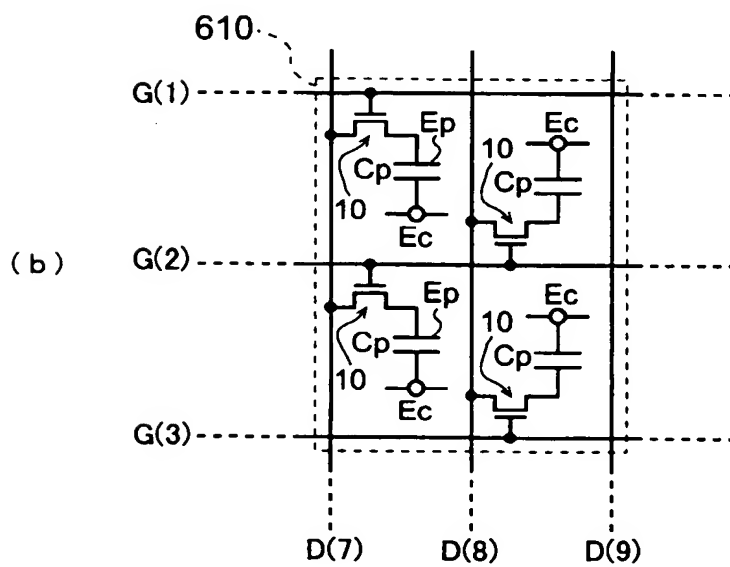 610
G(1)
Ep
Ec
10
Cp
Cp
10
Ec
(b)
G(2)
Ep
Ec
10
Cp
Cp
10
Ec
G(3)
D(7) D(8) D(9)